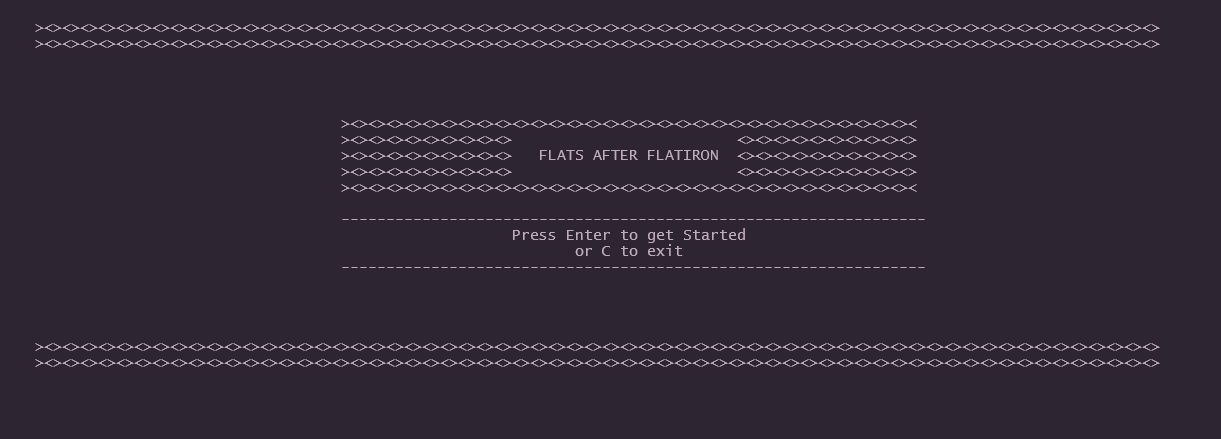 FLATS AFTER FLATIRON
Press Enter to get Started
or C to exit